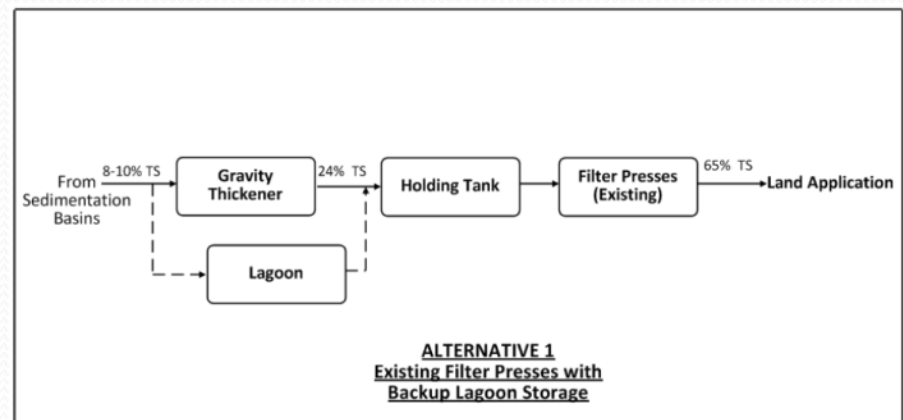 8-10% TS
From
Sedimentation
Basins
Gravity
Thickener
24% TS
Holding Tank
Filter Presses
(Existing)
65% TS
Land Application
Lagoon
ALTERNATIVE 1
Existing Filter Presses with
Backup Lagoon Storage